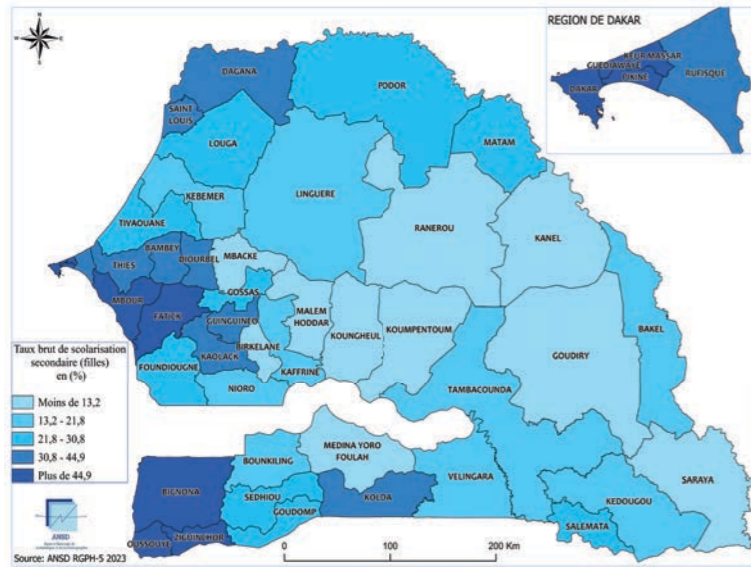 N
W
E
S
REGION DE DAKAR
KEUR MASSAR
GUEDIAWAYE
RUFISQUE
PIKINE
DAKAR
DAGANA
PODOR
SAINT
LOUIS
LOUGA
MATAM
LINGUERE
KEBEMER
RANEROU
KANEL
TIVAOUANE
BAMBEY
MBACKE
THIES
DIOURBEL
MBOUR
GOSSAS
FATICK
MALEM
HODDAR
GUINGUINEO
KOUNGHEUL
KOUMPENTOUM
BAKEL
BIRKELANE
GOUDIRY
KAOLACK
FOUNDIOUGNE
KAFFRINE
NIORO
TAMBACOUNDA
Taux brut de scolarisation
secondaire (filles)
en (%)
Moins de 13,2
13,2 - 21,8
21,8 - 30,8
30,8 - 44,9
Plus de 44,9
MEDINA YORO
FOULAH
BOUNKILING
VELINGARA
SARAYA
BIGNONA
SEDHIOU
KOLDA
KEDOUGOU
GOUDOMP
SALEMATA
OUSSOUYE
ZIGUINCHOR
ANSD
0
100
200 Km
Source: ANSD RGPH-5 2023